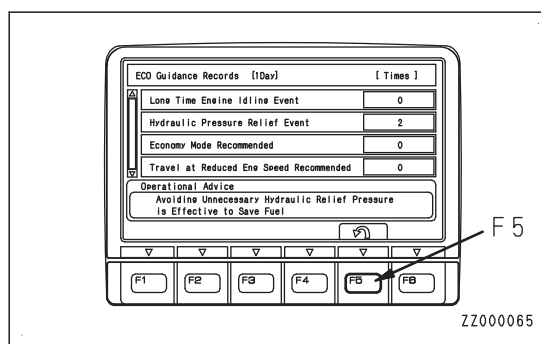 ECO Guidance Records [1Day] [ Times ]
Long Time Engine Idling Event 0
Hydraulic Pressure Relief Event 2
Economy Mode Recommended 0
Travel at Reduced Eng Speed Recommended 0
Operational Advice
Avoiding Unnecessary Hydraulic Relief Pressure
is Effective to Save Fuel
F5
F1 F2 F3 F4 F5 F6
ZZ000065